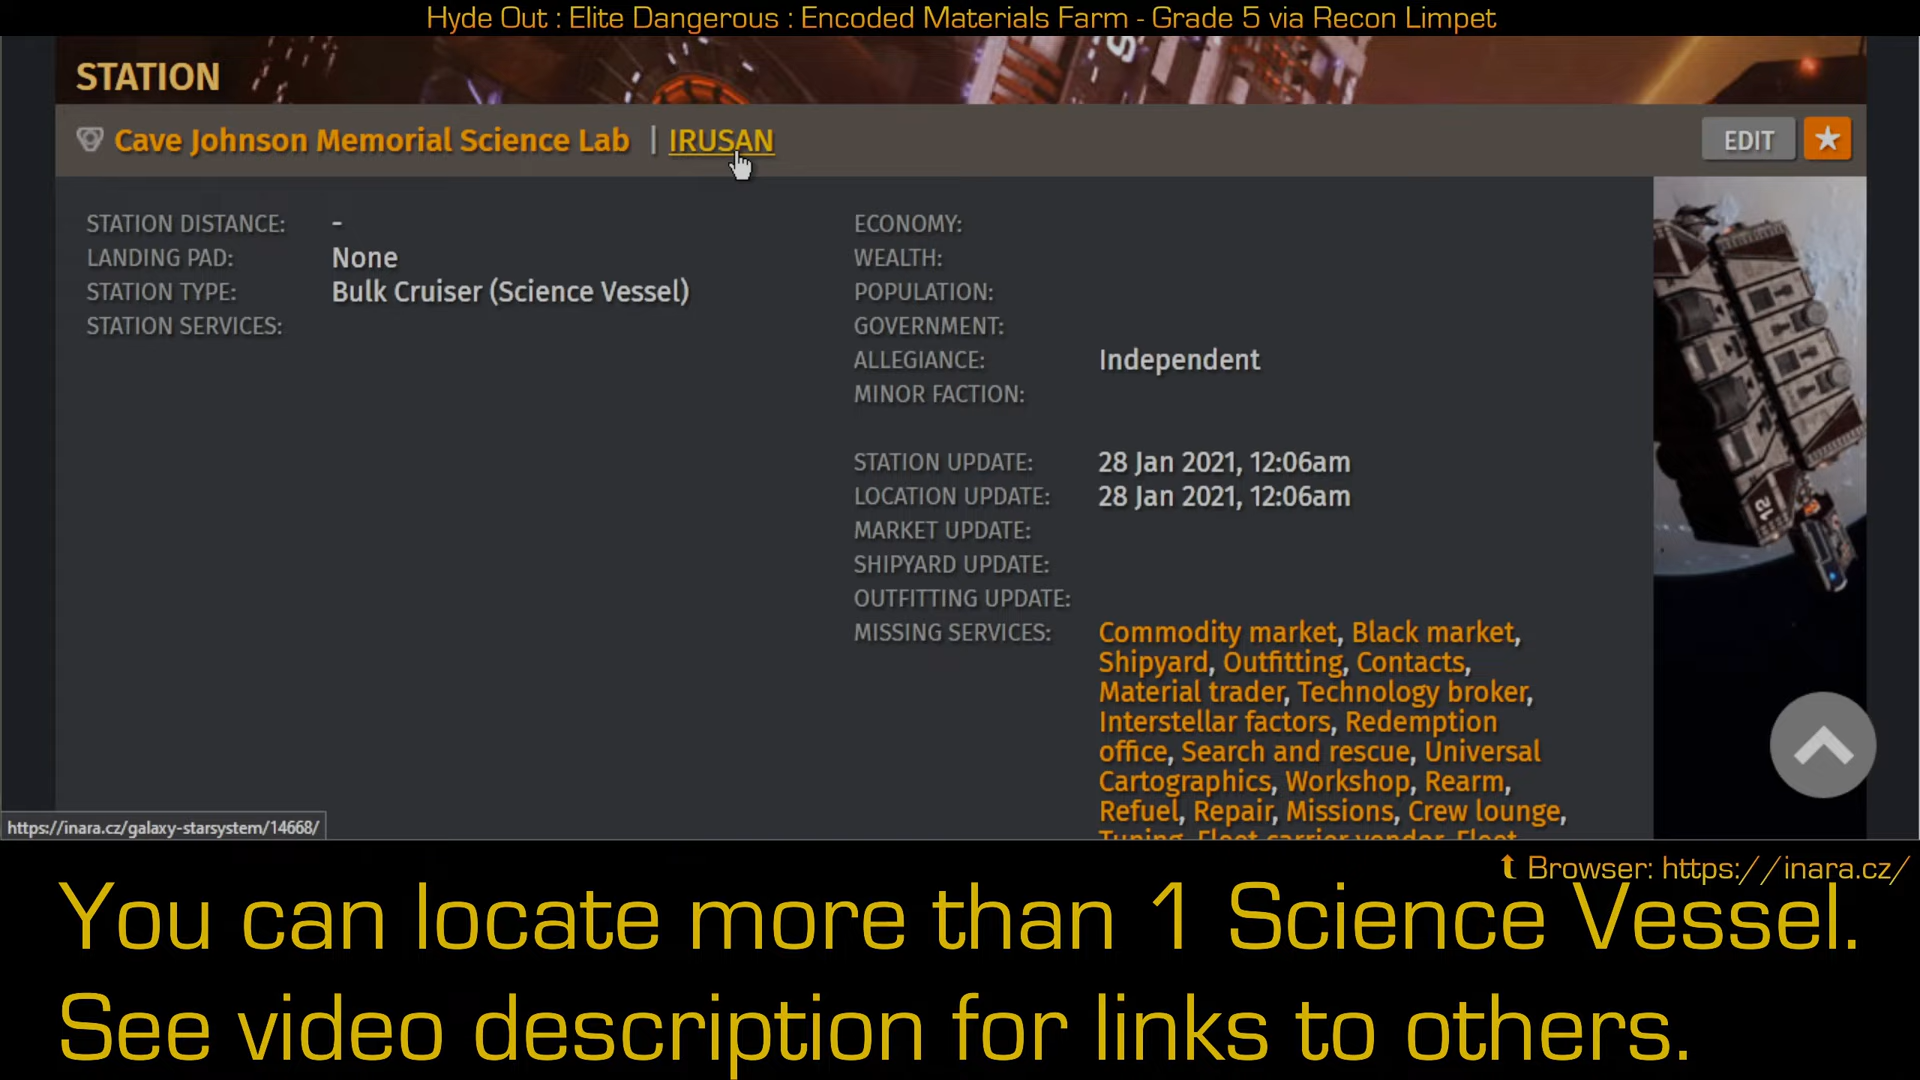 Hyde Out : Elite Dangerous : Encoded Materials Farm - Grade 5 via Recon Limpet
STATION
Cave Johnson Memorial Science Lab | IRUSAN
EDIT
STATION DISTANCE: -
LANDING PAD: None
STATION TYPE: Bulk Cruiser (Science Vessel)
STATION SERVICES:
ECONOMY:
WEALTH:
POPULATION:
GOVERNMENT:
ALLEGIANCE: Independent
MINOR FACTION:
STATION UPDATE: 28 Jan 2021, 12:06am
LOCATION UPDATE: 28 Jan 2021, 12:06am
MARKET UPDATE:
SHIPYARD UPDATE:
OUTFITTING UPDATE:
MISSING SERVICES: Commodity market, Black market,
Shipyard, Outfitting, Contacts,
Material trader, Technology broker,
Interstellar factors, Redemption
office, Search and rescue, Universal
Cartographics, Workshop, Rearm,
Refuel, Repair, Missions, Crew lounge,
Tuning, Fleet carrier vendor, Fleet
12
https://inara.cz/galaxy-starsystem/14668/
Browser: https://inara.cz/
You can locate more than 1 Science Vessel.
See video description for links to others.